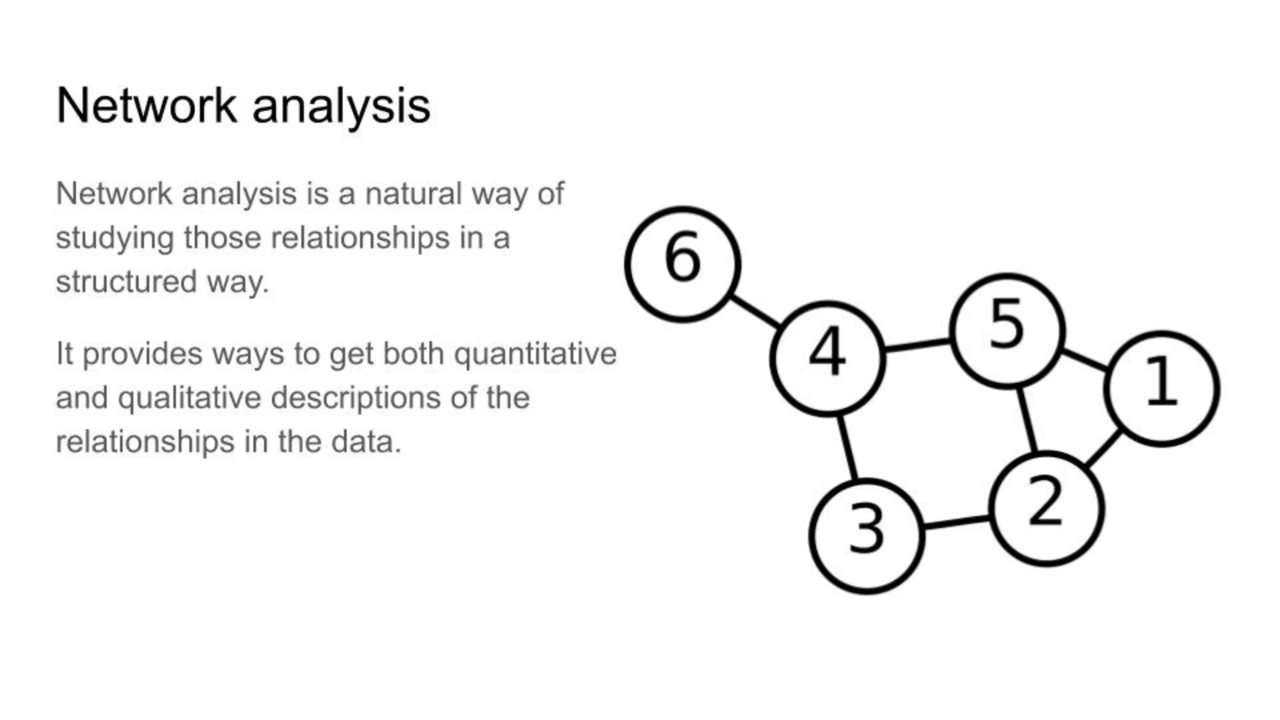 Network analysis
Network analysis is a natural way of
studying those relationships in a
structured way.
It provides ways to get both quantitative
and qualitative descriptions of the
relationships in the data.
6
4
5
1
3
2